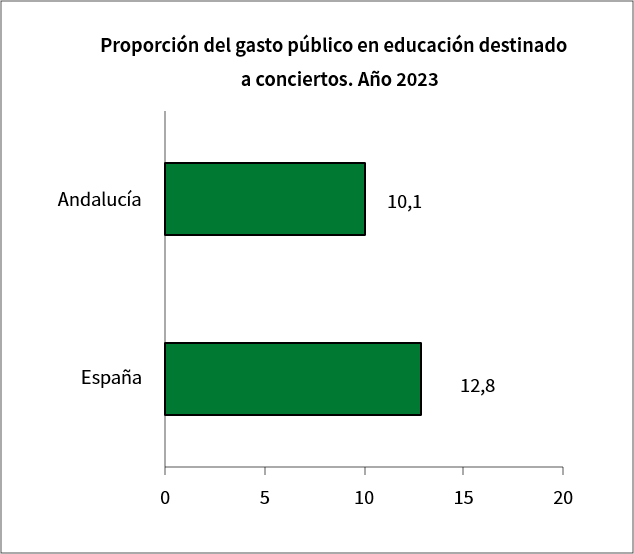 Proporción del gasto público en educación destinado
a conciertos. Año 2023
Andalucía
10,1
España
12,8
0 5 10 15 20